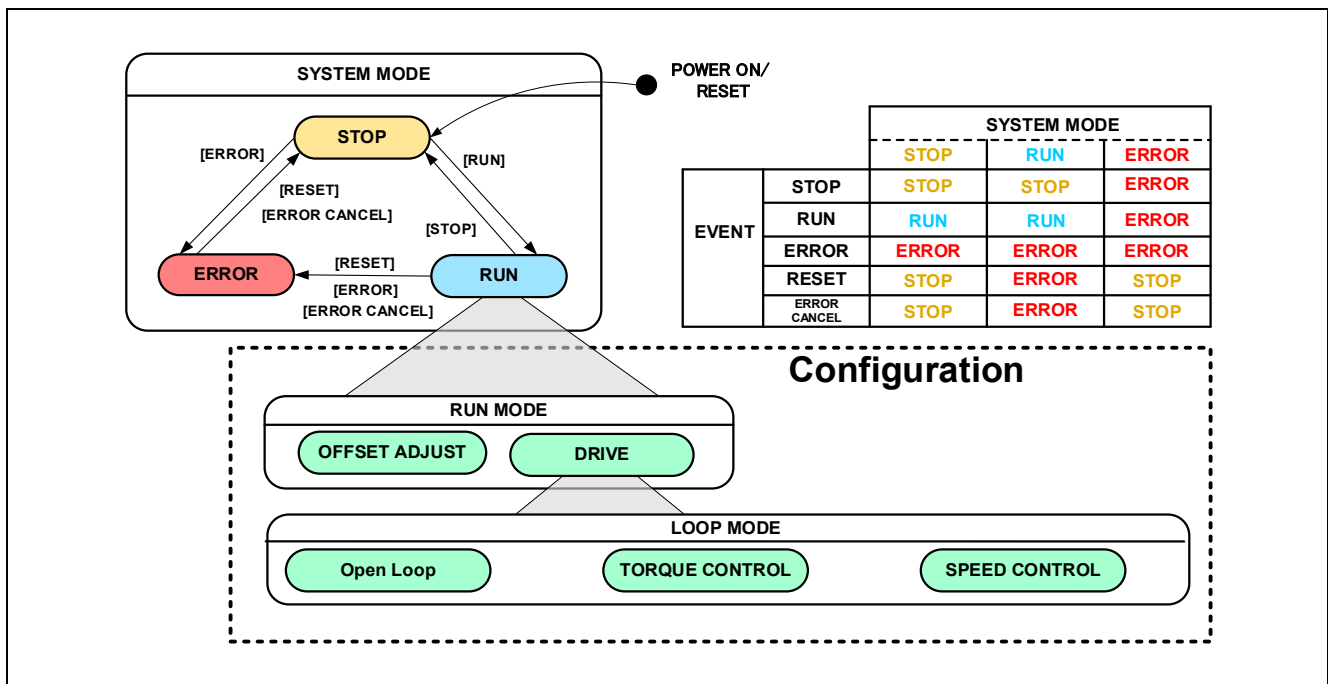 SYSTEM MODE
POWER ON/
RESET
STOP
[ERROR]
[RUN]
[RESET]
[ERROR CANCEL]
[STOP]
ERROR
[RESET]
[ERROR]
[ERROR CANCEL]
RUN
SYSTEM MODE
STOP RUN ERROR
EVENT
STOP STOP STOP ERROR
RUN RUN RUN ERROR
ERROR ERROR ERROR ERROR
RESET STOP ERROR STOP
ERROR
CANCEL
STOP ERROR STOP
Configuration
RUN MODE
OFFSET ADJUST DRIVE
LOOP MODE
Open Loop TORQUE CONTROL SPEED CONTROL